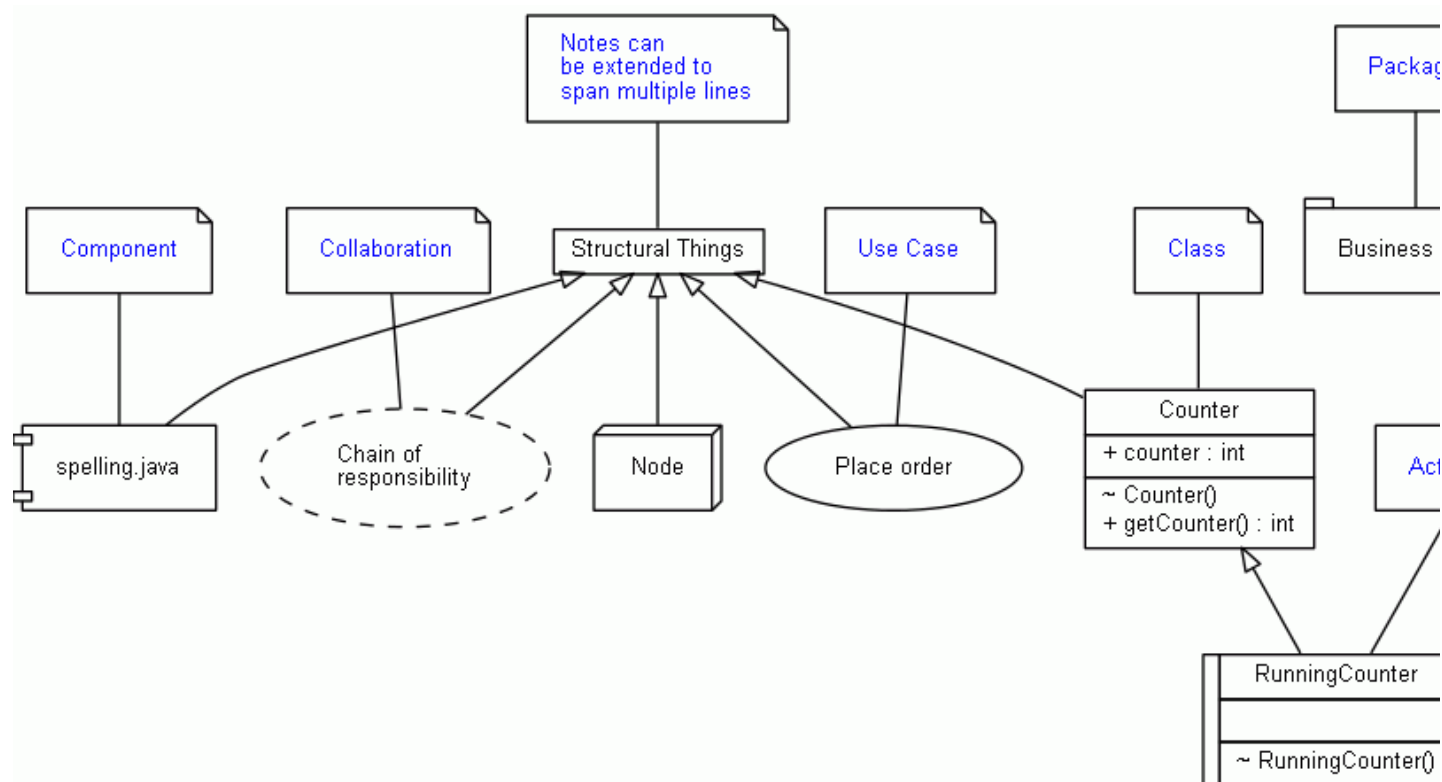 Notes can
be extended to
span multiple lines
Packag
Component
Collaboration
Structural Things
Use Case
Class
Business
spelling.java
Chain of
responsibility
Node
Place order
Counter
+ counter : int
~ Counter()
+ getCounter() : int
RunningCounter
~ RunningCounter()